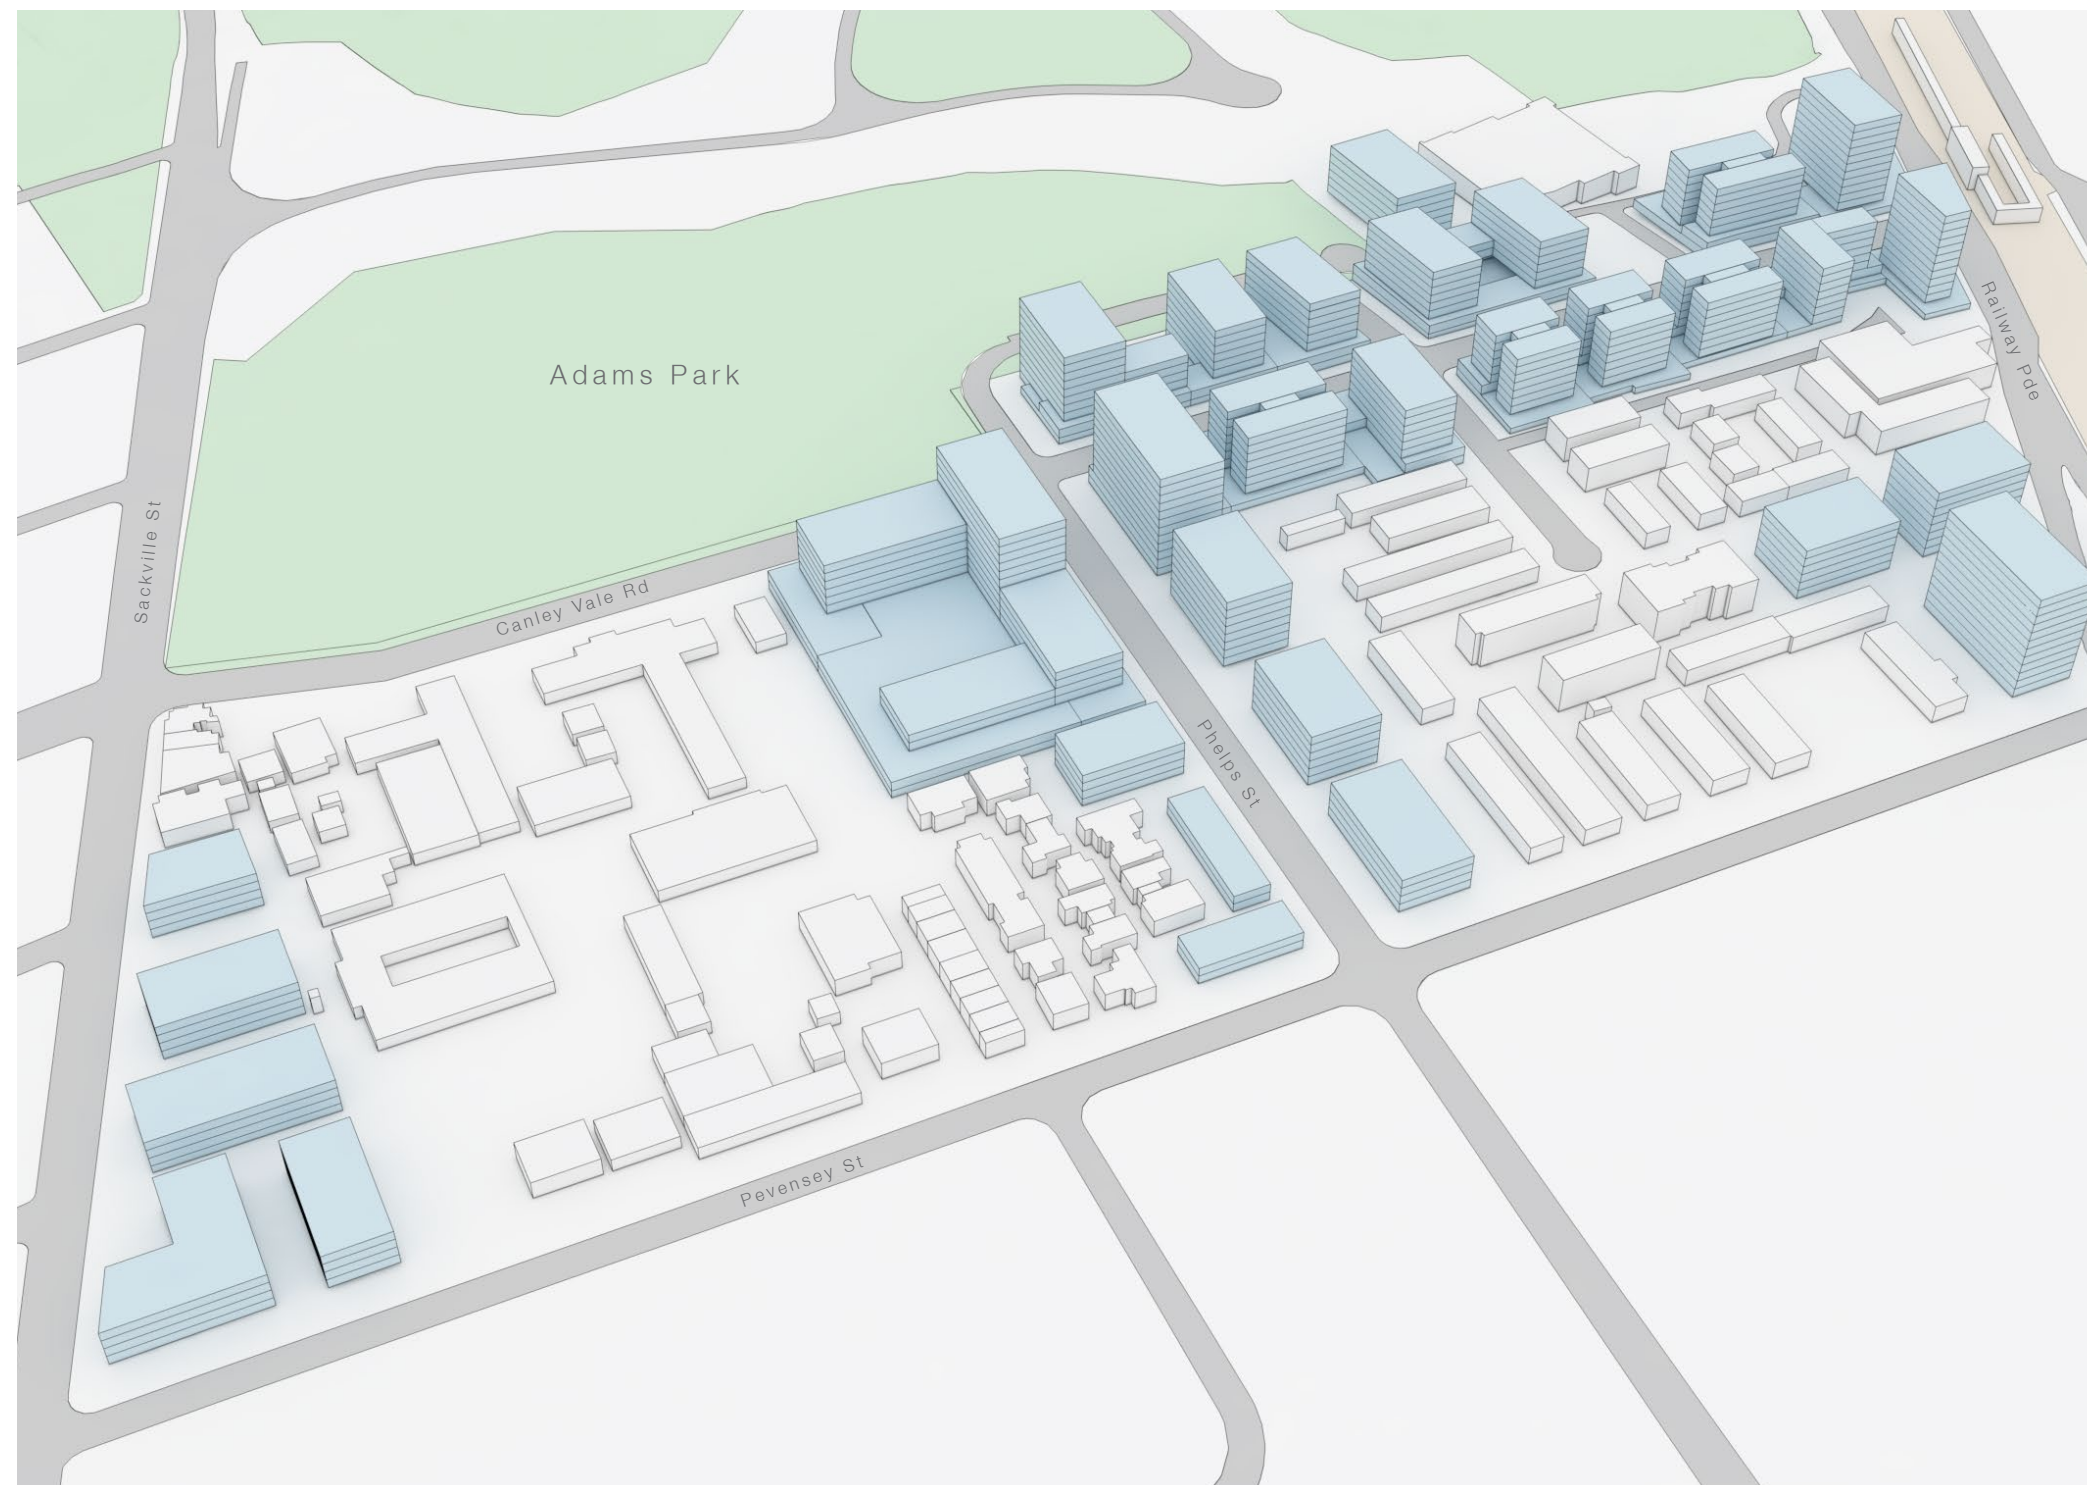 Railway Pde
Adams Park
Sackville St
Canley Vale Rd
Phelps St
Pevensey St